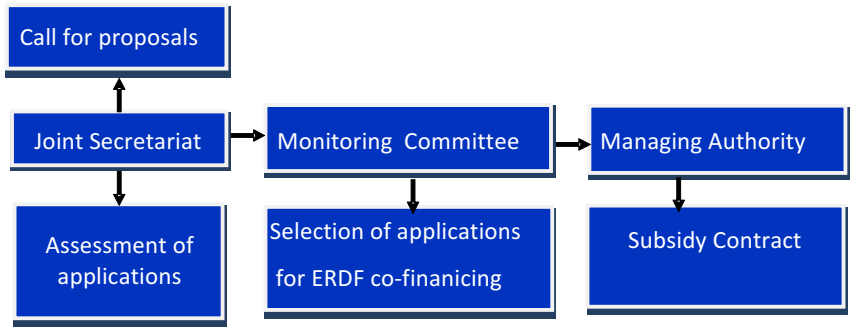 Call for proposals
Joint Secretariat
Monitoring Committee
Managing Authority
Assessment of
applications
Selection of applications
for ERDF co-finanicing
Subsidy Contract